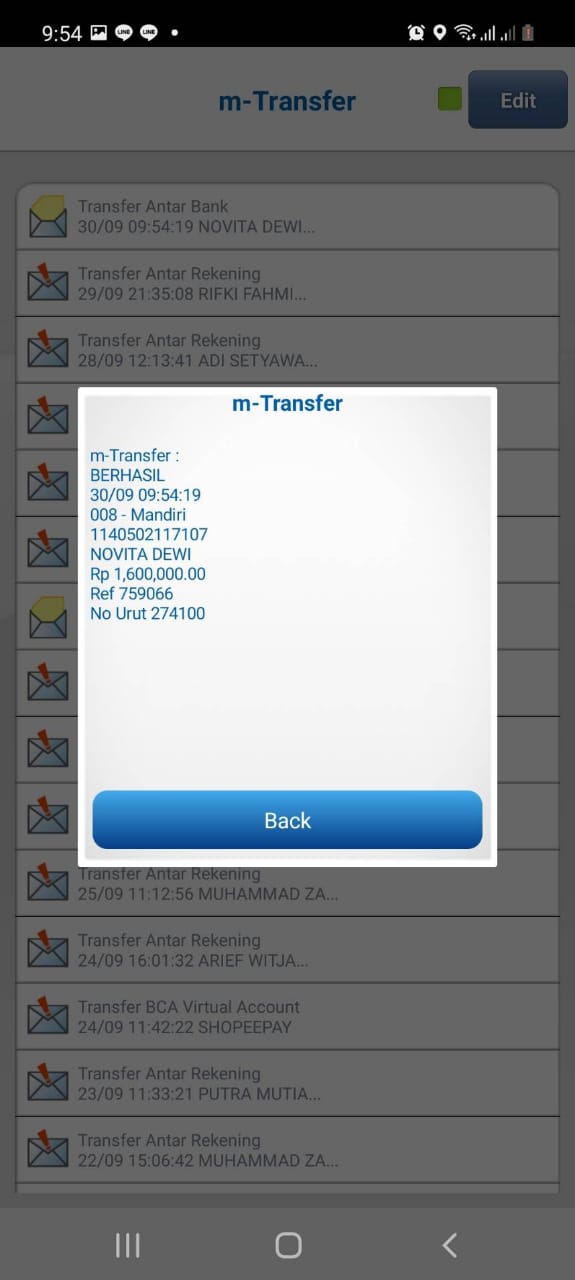 9:54
LINE
LINE
m-Transfer
Edit
Transfer Antar Bank
30/09 09:54:19 NOVITA DEWI...
Transfer Antar Rekening
29/09 21:35:08 RIFKI FAHMI...
Transfer Antar Rekening
28/09 12:13:41 ADI SETYAWA...
m-Transfer
m-Transfer :
BERHASIL
30/09 09:54:19
008 - Mandiri
1140502117107
NOVITA DEWI
Rp 1,600,000.00
Ref 759066
No Urut 274100
Back
Transfer Antar Rekening
25/09 11:12:56 MUHAMMAD ZA...
Transfer Antar Rekening
24/09 16:01:32 ARIEF WITJA...
Transfer BCA Virtual Account
24/09 11:42:22 SHOPEEPAY
Transfer Antar Rekening
23/09 11:33:21 PUTRA MUTIA...
Transfer Antar Rekening
22/09 15:06:42 MUHAMMAD ZA...